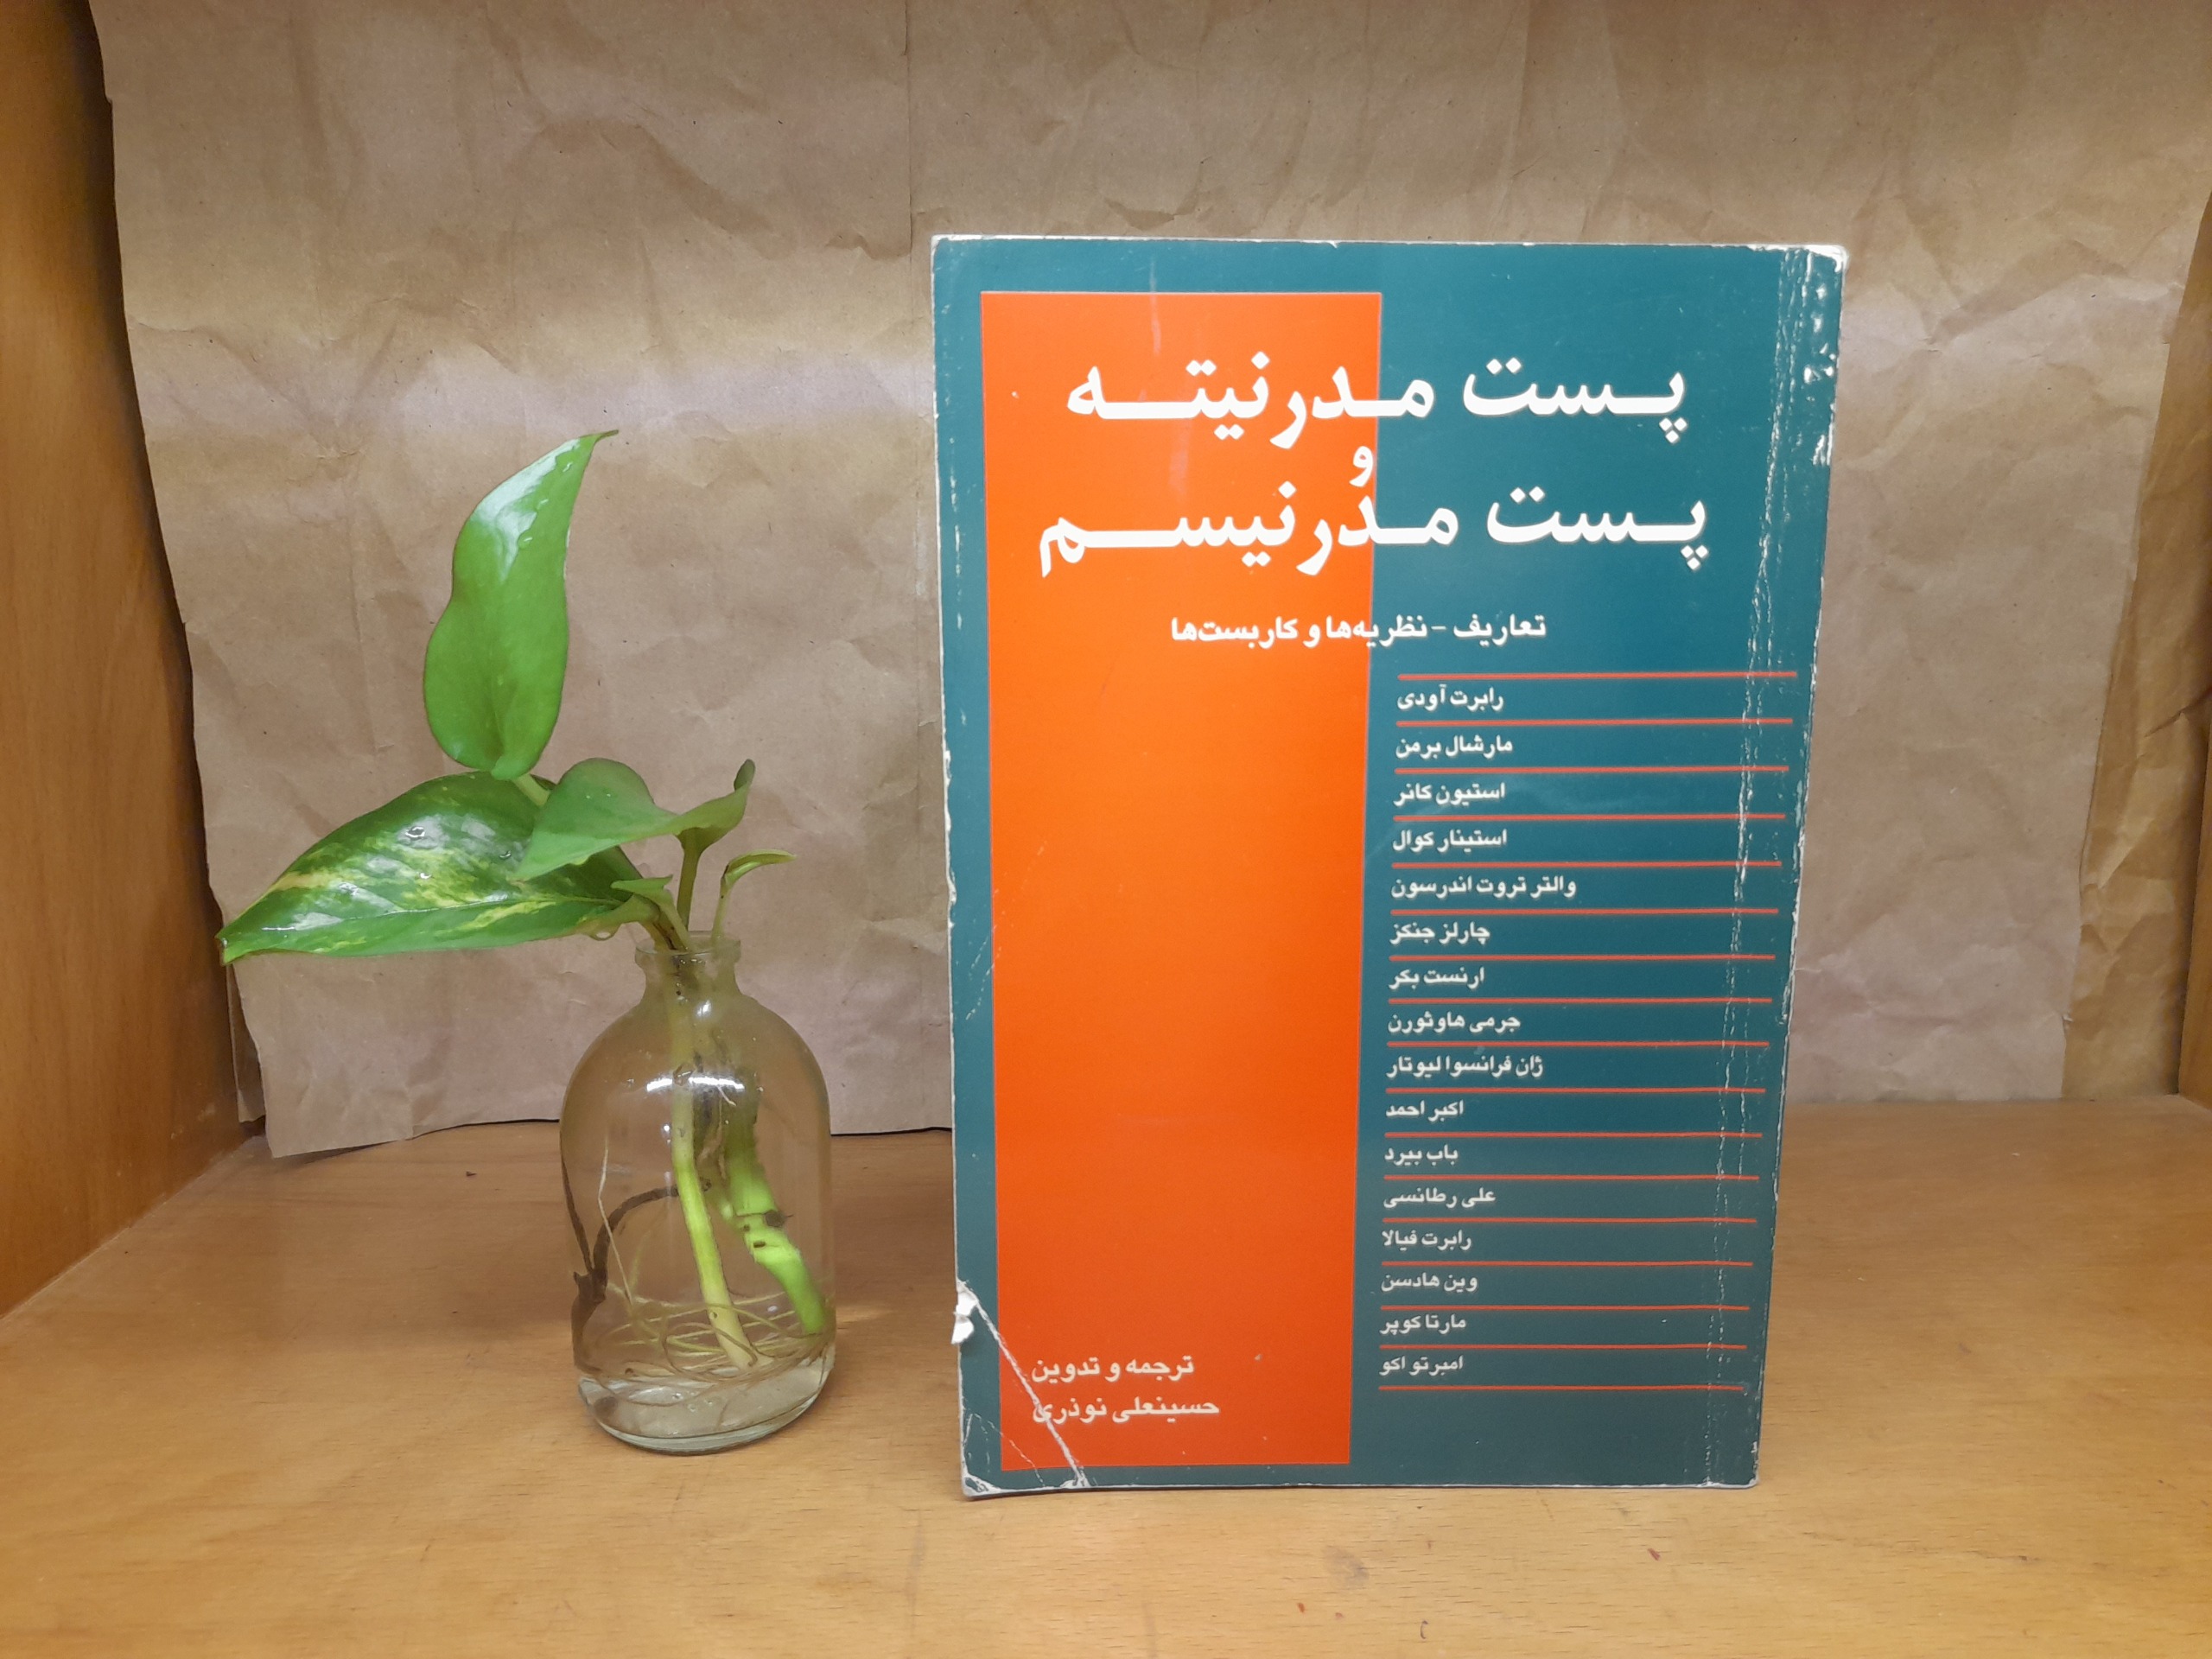 پست مدرنیته
و
پست مدرنیسم
تعاریف - نظریه‌ها و کاربست‌ها
رابرت آودی
مارشال برمن
استیون کانر
استینار کوال
والتر تروت اندرسون
چارلز جنکز
ارنست بکر
جرمی هاوثورن
ژان فرانسوا لیوتار
اکبر احمد
باب بیرد
علی رطانسی
رابرت فیالا
وین هادسن
مارتا کوپر
امبرتو اکو
ترجمه و تدوین
حسینعلی نوذری